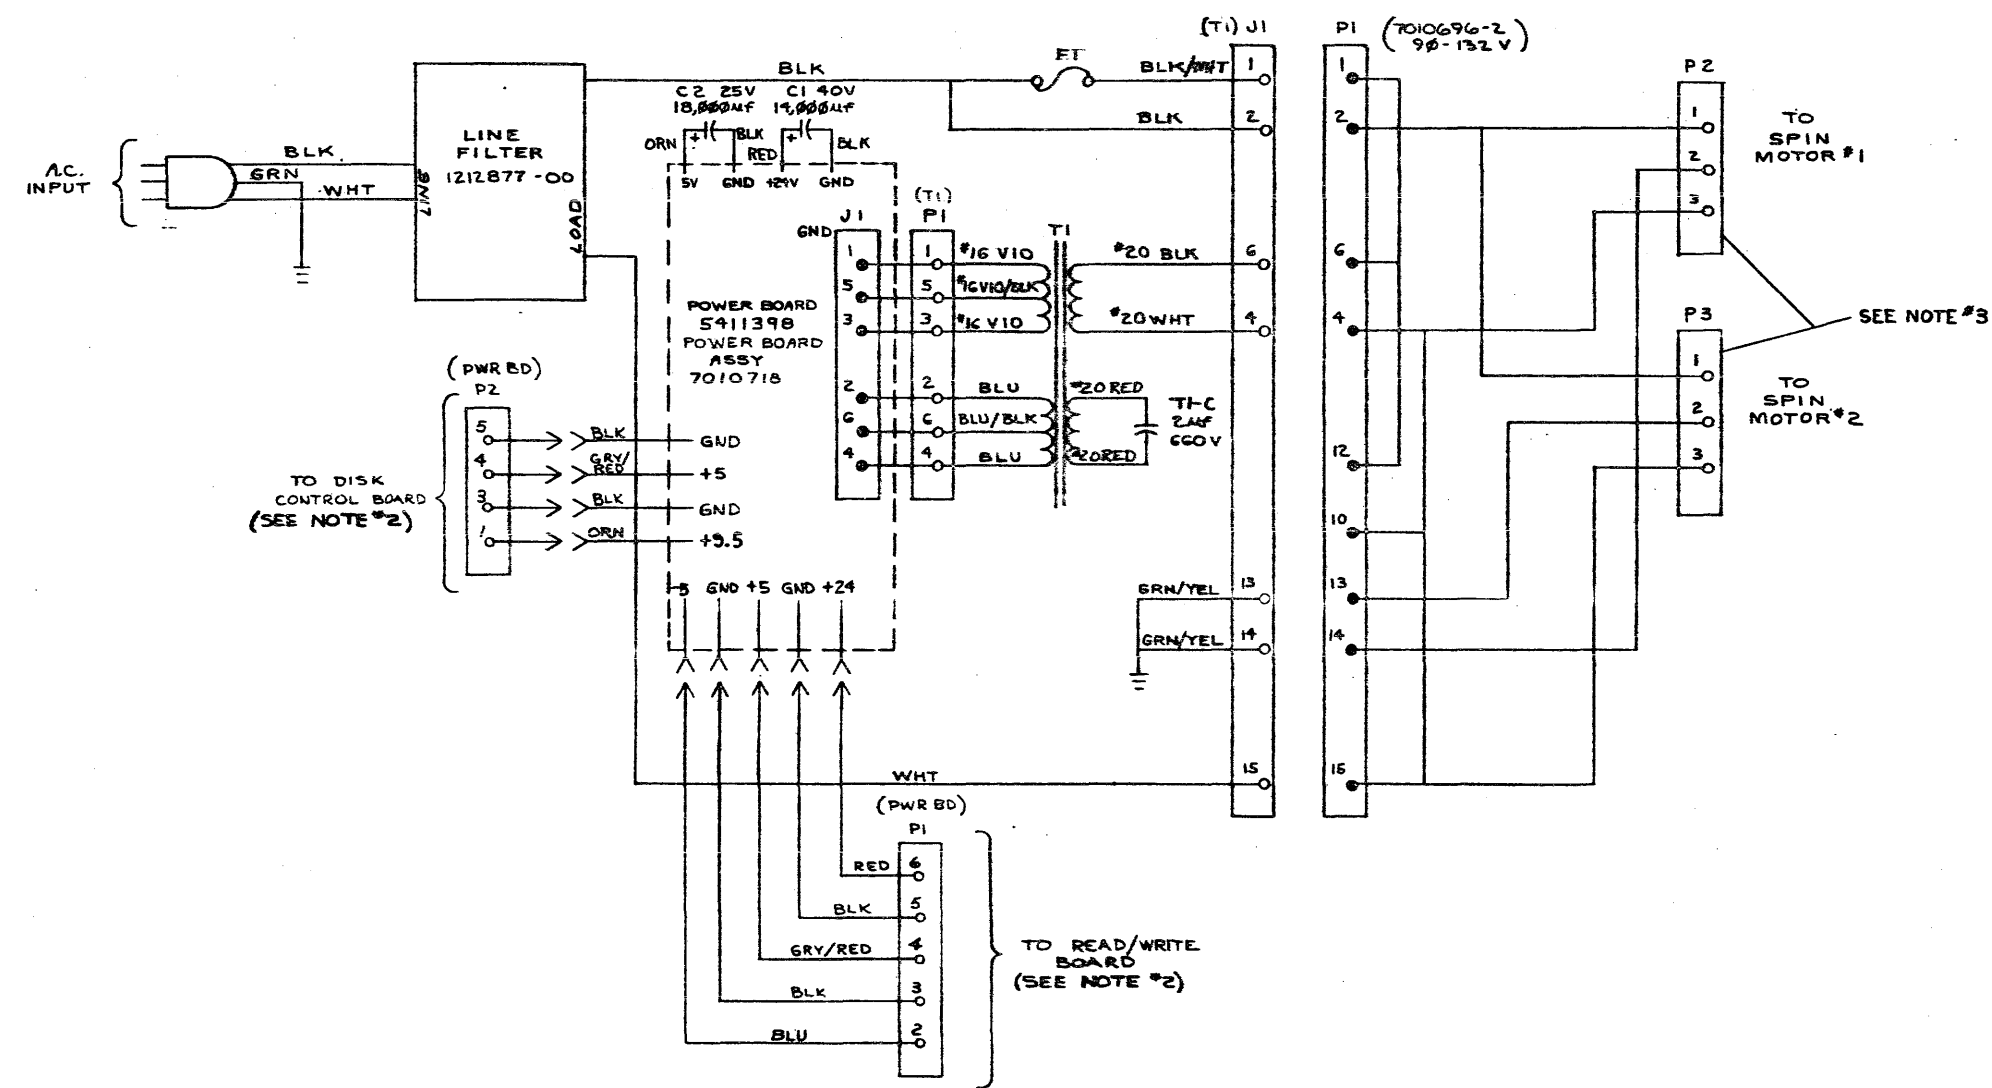 (T1) J1
P1
(7010696-2
90-132 V)
P2
BLK
BLK/WHT
1
1
C2 25V
C1 40V
18,000uf
14,000uf
LINE
FILTER
1212877-00
LINE
LOAD
A.C.
INPUT
BLK
GRN
WHT
ORN
+
BLK
RED
+
BLK
5V
GND
+24V
GND
BLK
2
2
1
2
3
TO
SPIN
MOTOR #1
(T1)
J1
P1
T1
GND
1
1
#16 VIO
#20 BLK
6
6
5
5
#16 VIO/BLK
3
3
#16 VIO
#20 WHT
4
4
POWER BOARD
5411398
POWER BOARD
ASSY
7010718
P3
SEE NOTE #3
1
2
3
TO
SPIN
MOTOR #2
2
2
BLU
#20 RED
6
6
BLU/BLK
T1-C
2uf
660V
4
4
BLU
#20 RED
12
10
(PWR BD)
P2
5
BLK
GND
4
GRY/
RED
+5
3
BLK
GND
1
ORN
+9.5
TO DISK
CONTROL BOARD
(SEE NOTE #2)
-5
GND
+5
GND
+24
GRN/YEL
13
13
GRN/YEL
14
14
WHT
15
15
(PWR BD)
P1
RED
6
BLK
5
GRY/RED
4
BLK
3
BLU
2
TO READ/WRITE
BOARD
(SEE NOTE #2)